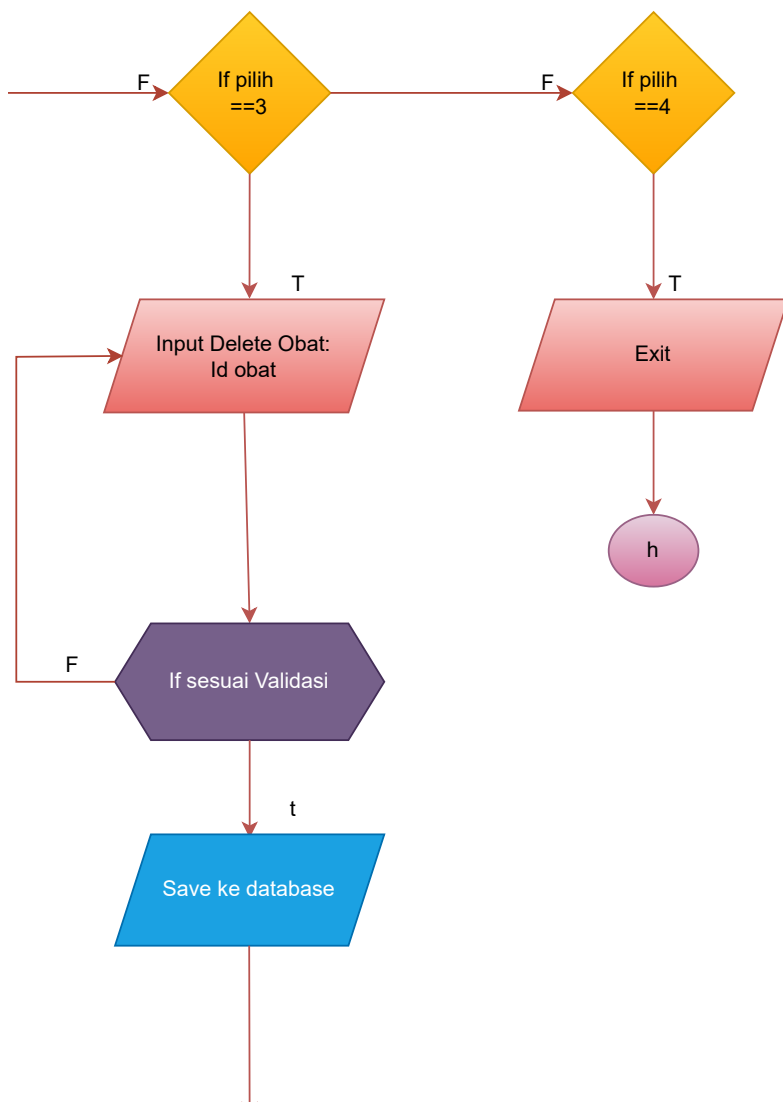 F
If pilih
==3
F
If pilih
==4
T
T
Input Delete Obat:
Id obat
Exit
h
F
If sesuai Validasi
t
Save ke database